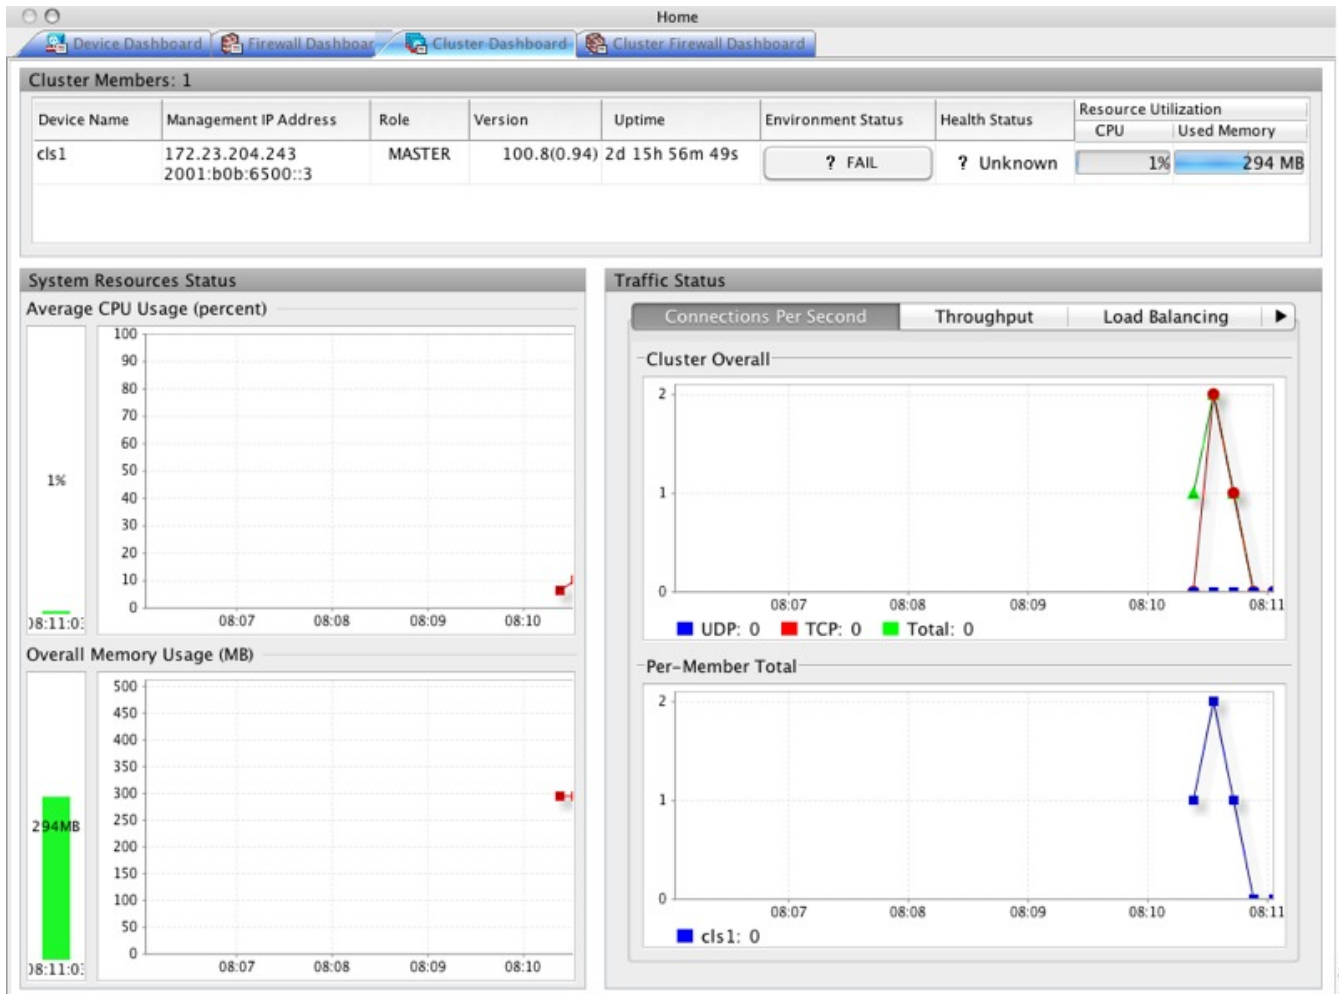 Home
Device Dashboard
Firewall Dashboar
Cluster Dashboard
Cluster Firewall Dashboard
Cluster Members: 1
Device Name Management IP Address Role Version Uptime Environment Status Health Status Resource Utilization
CPU Used Memory
cls1 172.23.204.243 MASTER 100.8(0.94) 2d 15h 56m 49s ? FAIL ? Unknown 1% 294 MB
2001:b0b:6500::3
System Resources Status
Average CPU Usage (percent)
100
90
80
70
60
50
40
30
20
10
0
1%
08:11:03
08:07 08:08 08:09 08:10
Overall Memory Usage (MB)
500
450
400
350
300
250
200
150
100
50
0
294MB
08:11:03
08:07 08:08 08:09 08:10
Traffic Status
Connections Per Second Throughput Load Balancing
Cluster Overall
2
1
0
08:07 08:08 08:09 08:10 08:11
UDP: 0 TCP: 0 Total: 0
Per-Member Total
2
1
0
08:07 08:08 08:09 08:10 08:11
cls1: 0